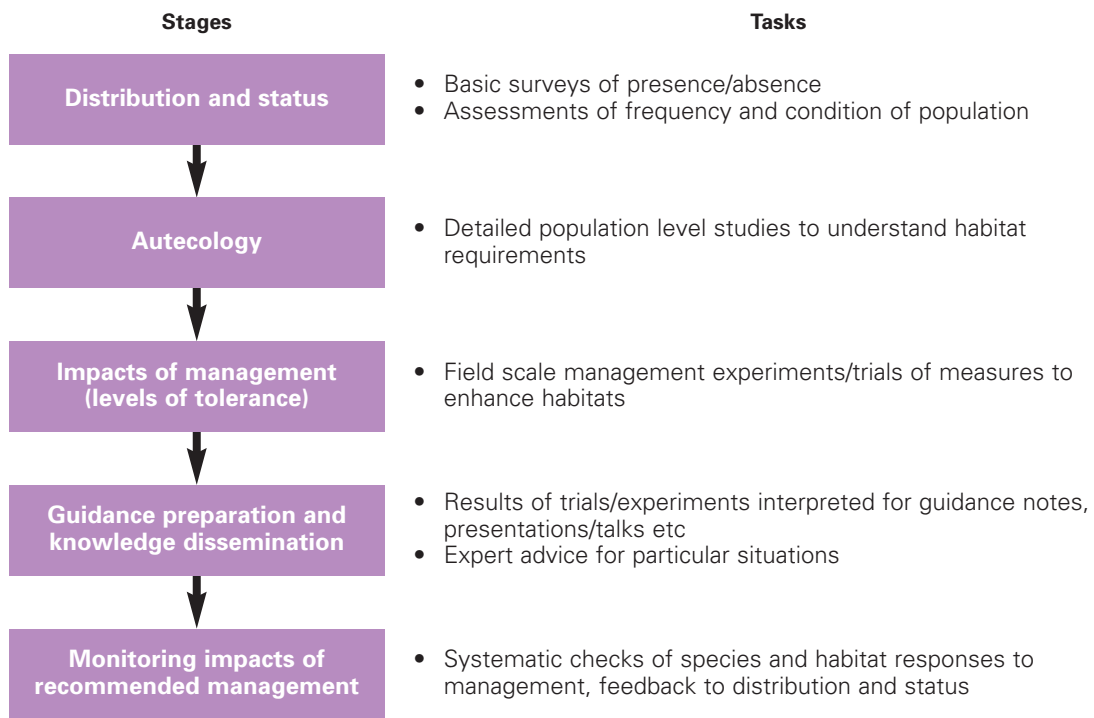 Stages
Tasks
Distribution and status
• Basic surveys of presence/absence
• Assessments of frequency and condition of population
Autecology
• Detailed population level studies to understand habitat
requirements
Impacts of management
(levels of tolerance)
• Field scale management experiments/trials of measures to
enhance habitats
Guidance preparation and
knowledge dissemination
• Results of trials/experiments interpreted for guidance notes,
presentations/talks etc
• Expert advice for particular situations
Monitoring impacts of
recommended management
• Systematic checks of species and habitat responses to
management, feedback to distribution and status